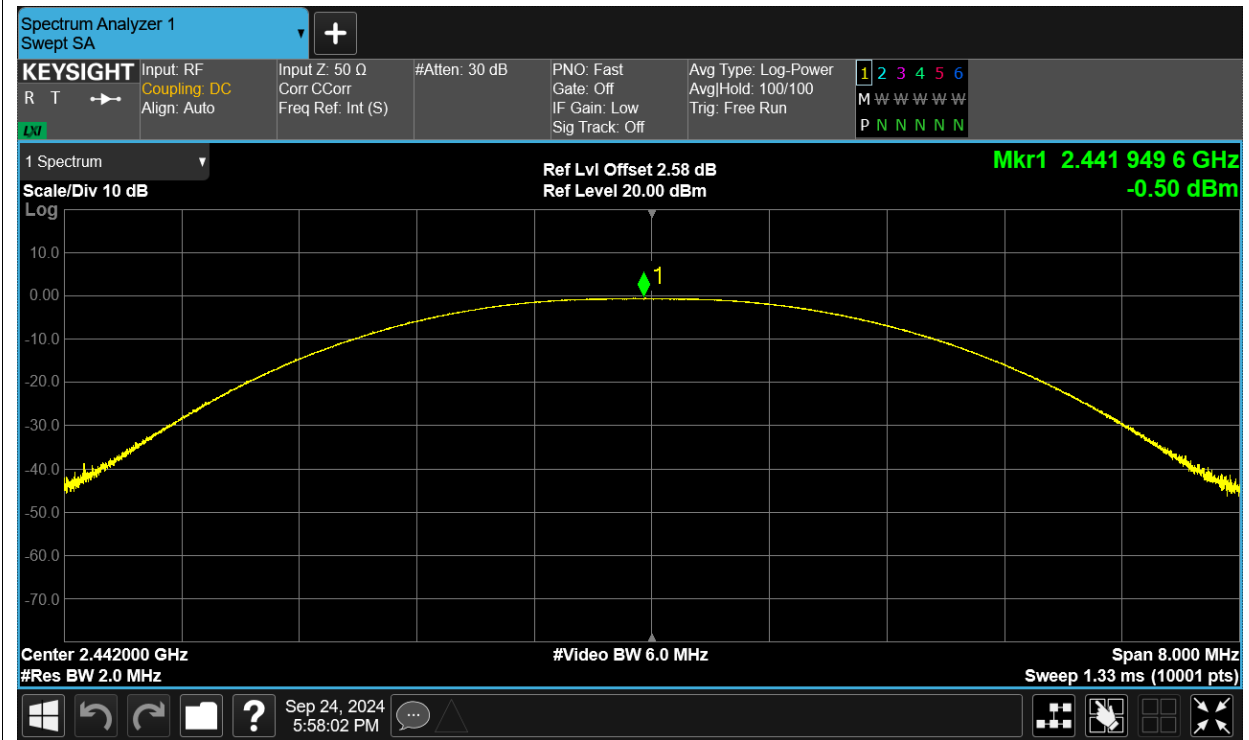 Spectrum Analyzer 1
Swept SA
KEYSIGHT
R T
LXI
Input: RF
Coupling: DC
Align: Auto
Input Z: 50 Ω
Corr CCorr
Freq Ref: Int (S)
#Atten: 30 dB
PNO: Fast
Gate: Off
IF Gain: Low
Sig Track: Off
Avg Type: Log-Power
Avg|Hold: 100/100
Trig: Free Run
1 2 3 4 5 6
M W W W W W
P N N N N N
1 Spectrum
Scale/Div 10 dB
Log
Ref Lvl Offset 2.58 dB
Ref Level 20.00 dBm
Mkr1 2.441 949 6 GHz
-0.50 dBm
10.0
0.00
-10.0
-20.0
-30.0
-40.0
-50.0
-60.0
-70.0
1
Center 2.442000 GHz
#Res BW 2.0 MHz
#Video BW 6.0 MHz
Span 8.000 MHz
Sweep 1.33 ms (10001 pts)
?
Sep 24, 2024
5:58:02 PM